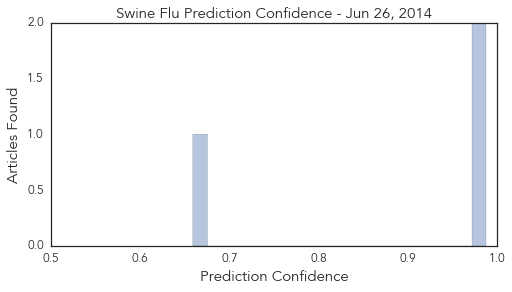 Swine Flu Prediction Confidence - Jun 26, 2014
Articles Found
2.0
1.5
1.0
0.5
0.0
0.5 0.6 0.7 0.8 0.9 1.0
Prediction Confidence